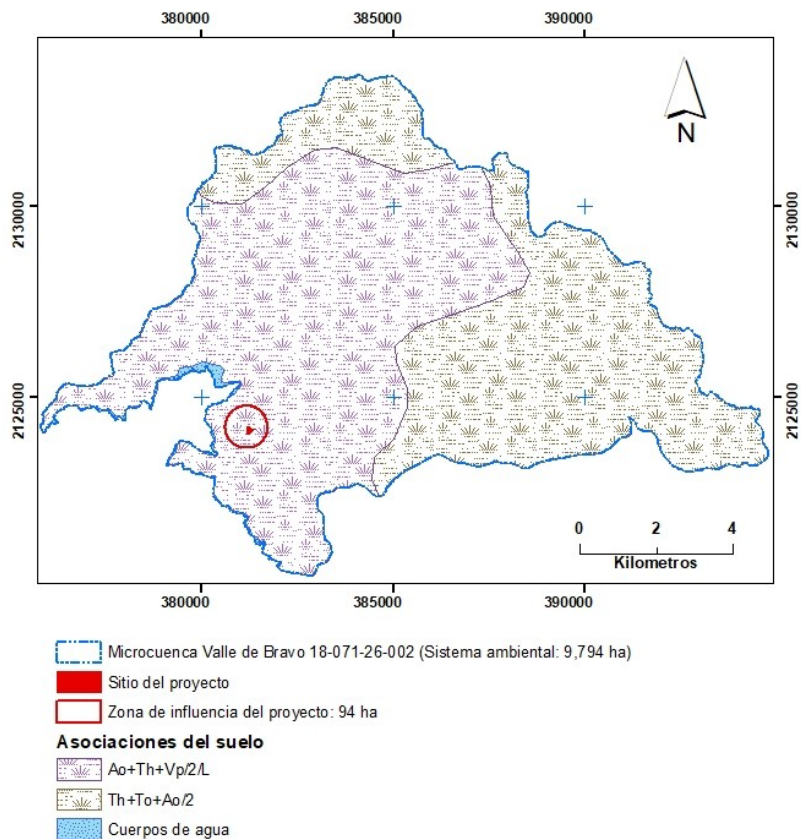 380000 385000 390000
N
2130000 2130000
2125000 2125000
0 2 4
Kilometros
380000 385000 390000
Microcuenca Valle de Bravo 18-071-26-002 (Sistema ambiental: 9,794 ha)
Sitio del proyecto
Zona de influencia del proyecto: 94 ha
Asociaciones del suelo
Ao+Th+Vp/2/L
Th+To+Ao/2
Cuerpos de agua